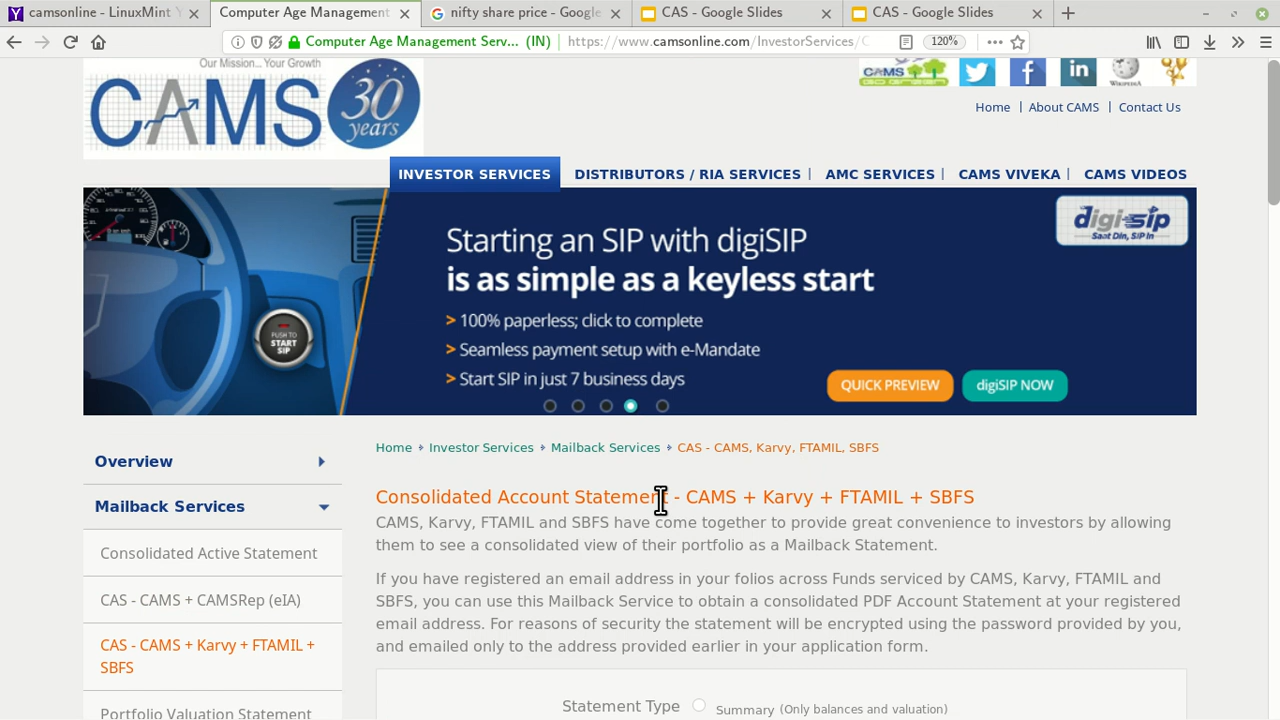 camsonline - LinuxMint Y
Computer Age Management
nifty share price - Google
CAS - Google Slides
CAS - Google Slides
Computer Age Management Serv... (IN)
https://www.camsonline.com/InvestorServices/C
120%
Our Mission...Your Growth
CAMS
30
years
CAMS
WIKIPEDIA
Home | About CAMS | Contact Us
INVESTOR SERVICES
DISTRIBUTORS / RIA SERVICES |
AMC SERVICES |
CAMS VIVEKA |
CAMS VIDEOS
digi-sip
Saat Din, SIP In
Starting an SIP with digiSIP
is as simple as a keyless start
> 100% paperless; click to complete
> Seamless payment setup with e-Mandate
> Start SIP in just 7 business days
PUSH TO
START
SIP
QUICK PREVIEW
digiSIP NOW
Home
Investor Services
Mailback Services
CAS - CAMS, Karvy, FTAMIL, SBFS
Overview
Mailback Services
Consolidated Active Statement
CAS - CAMS + CAMSRep (eIA)
CAS - CAMS + Karvy + FTAMIL +
SBFS
Portfolio Valuation Statement
Consolidated Account Statement - CAMS + Karvy + FTAMIL + SBFS
CAMS, Karvy, FTAMIL and SBFS have come together to provide great convenience to investors by allowing
them to see a consolidated view of their portfolio as a Mailback Statement.
If you have registered an email address in your folios across Funds serviced by CAMS, Karvy, FTAMIL and
SBFS, you can use this Mailback Service to obtain a consolidated PDF Account Statement at your registered
email address. For reasons of security the statement will be encrypted using the password provided by you,
and emailed only to the address provided earlier in your application form.
Statement Type
Summary (Only balances and valuation)